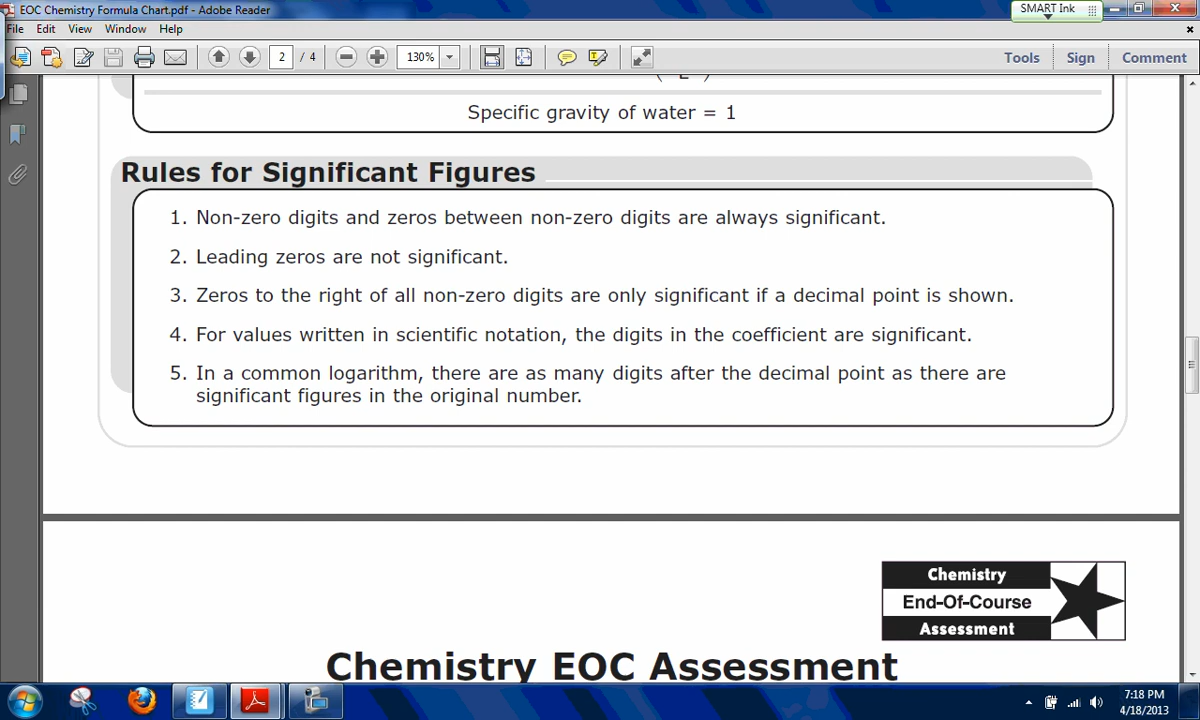 EOC Chemistry Formula Chart.pdf - Adobe Reader
SMART Ink
File Edit View Window Help
2 / 4 130% Tools Sign Comment
Specific gravity of water = 1
Rules for Significant Figures
1. Non-zero digits and zeros between non-zero digits are always significant.
2. Leading zeros are not significant.
3. Zeros to the right of all non-zero digits are only significant if a decimal point is shown.
4. For values written in scientific notation, the digits in the coefficient are significant.
5. In a common logarithm, there are as many digits after the decimal point as there are
significant figures in the original number.
Chemistry
End-Of-Course
Assessment
Chemistry EOC Assessment
7:18 PM
4/18/2013